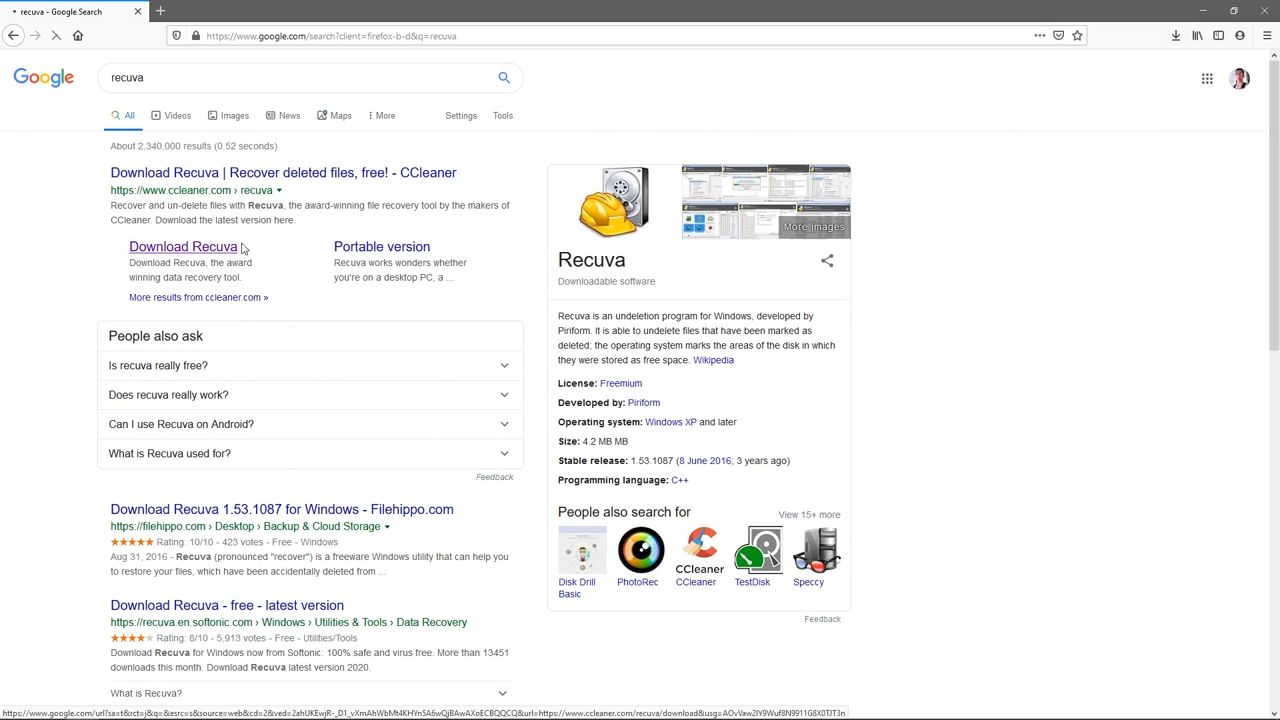 recuva - Google Search
https://www.google.com/search?client=firefox-b-d&q=recuva
Google
recuva
All
Videos
Images
News
Maps
More
Settings
Tools
About 2,340,000 results (0.52 seconds)
Download Recuva | Recover deleted files, free! - CCleaner
https://www.ccleaner.com › recuva
Recover and un-delete files with Recuva, the award-winning file recovery tool by the makers of
CCleaner. Download the latest version here.
Download Recuva
Download Recuva, the award
winning data recovery tool.
Portable version
Recuva works wonders whether
you're on a desktop PC, a ...
More results from ccleaner.com »
People also ask
Is recuva really free?
Does recuva really work?
Can I use Recuva on Android?
What is Recuva used for?
Feedback
Download Recuva 1.53.1087 for Windows - Filehippo.com
https://filehippo.com › Desktop › Backup & Cloud Storage
Rating: 10/10 - 423 votes - Free - Windows
Aug 31, 2016 - Recuva (pronounced "recover") is a freeware Windows utility that can help you
to restore your files, which have been accidentally deleted from ...
Download Recuva - free - latest version
https://recuva.en.softonic.com › Windows › Utilities & Tools › Data Recovery
Rating: 8/10 - 5,913 votes - Free - Utilities/Tools
Download Recuva for Windows now from Softonic: 100% safe and virus free. More than 13451
downloads this month. Download Recuva latest version 2020.
What is Recuva?
More images
Recuva
Downloadable software
Recuva is an undeletion program for Windows, developed by
Piriform. It is able to undelete files that have been marked as
deleted; the operating system marks the areas of the disk in which
they were stored as free space. Wikipedia
License: Freemium
Developed by: Piriform
Operating system: Windows XP and later
Size: 4.2 MB MB
Stable release: 1.53.1087 (8 June 2016; 3 years ago)
Programming language: C++
People also search for
View 15+ more
Disk Drill
Basic
PhotoRec
CCleaner
CCleaner
TestDisk
Speccy
Feedback